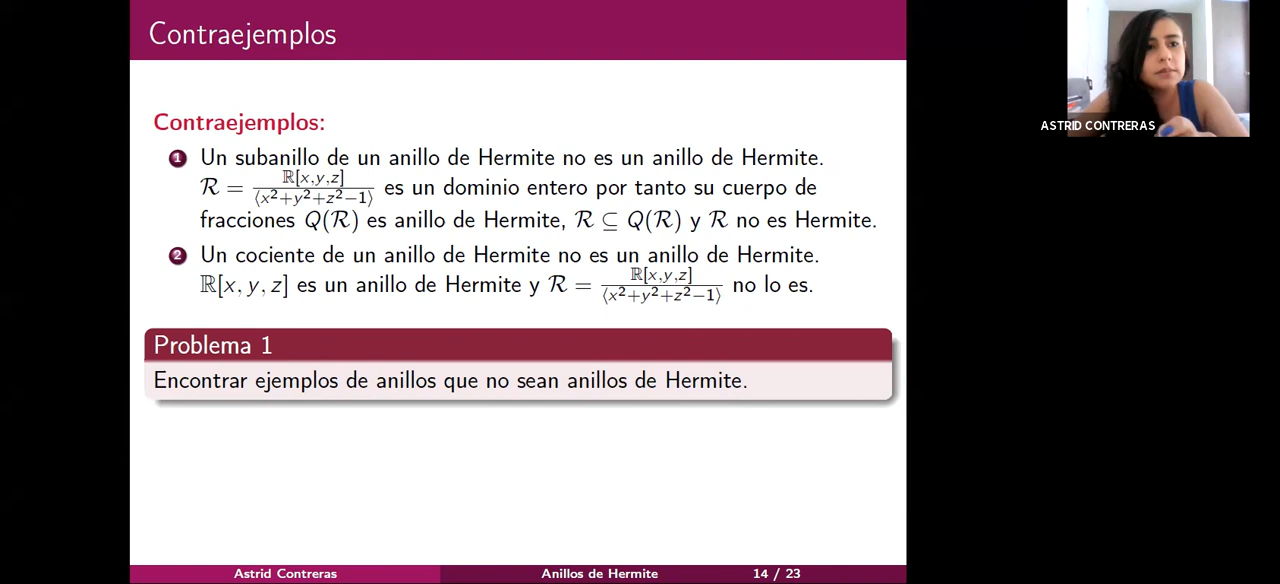 Contraejemplos
ASTRID CONTRERAS
Contraejemplos:
1 Un subanillo de un anillo de Hermite no es un anillo de Hermite.
ℛ = ℝ[x,y,z]/⟨x²+y²+z²−1⟩ es un dominio entero por tanto su cuerpo de
fracciones Q(ℛ) es anillo de Hermite, ℛ ⊆ Q(ℛ) y ℛ no es Hermite.
2 Un cociente de un anillo de Hermite no es un anillo de Hermite.
ℝ[x, y, z] es un anillo de Hermite y ℛ = ℝ[x,y,z]/⟨x²+y²+z²−1⟩ no lo es.
Problema 1
Encontrar ejemplos de anillos que no sean anillos de Hermite.
Astrid Contreras Anillos de Hermite 14 / 23